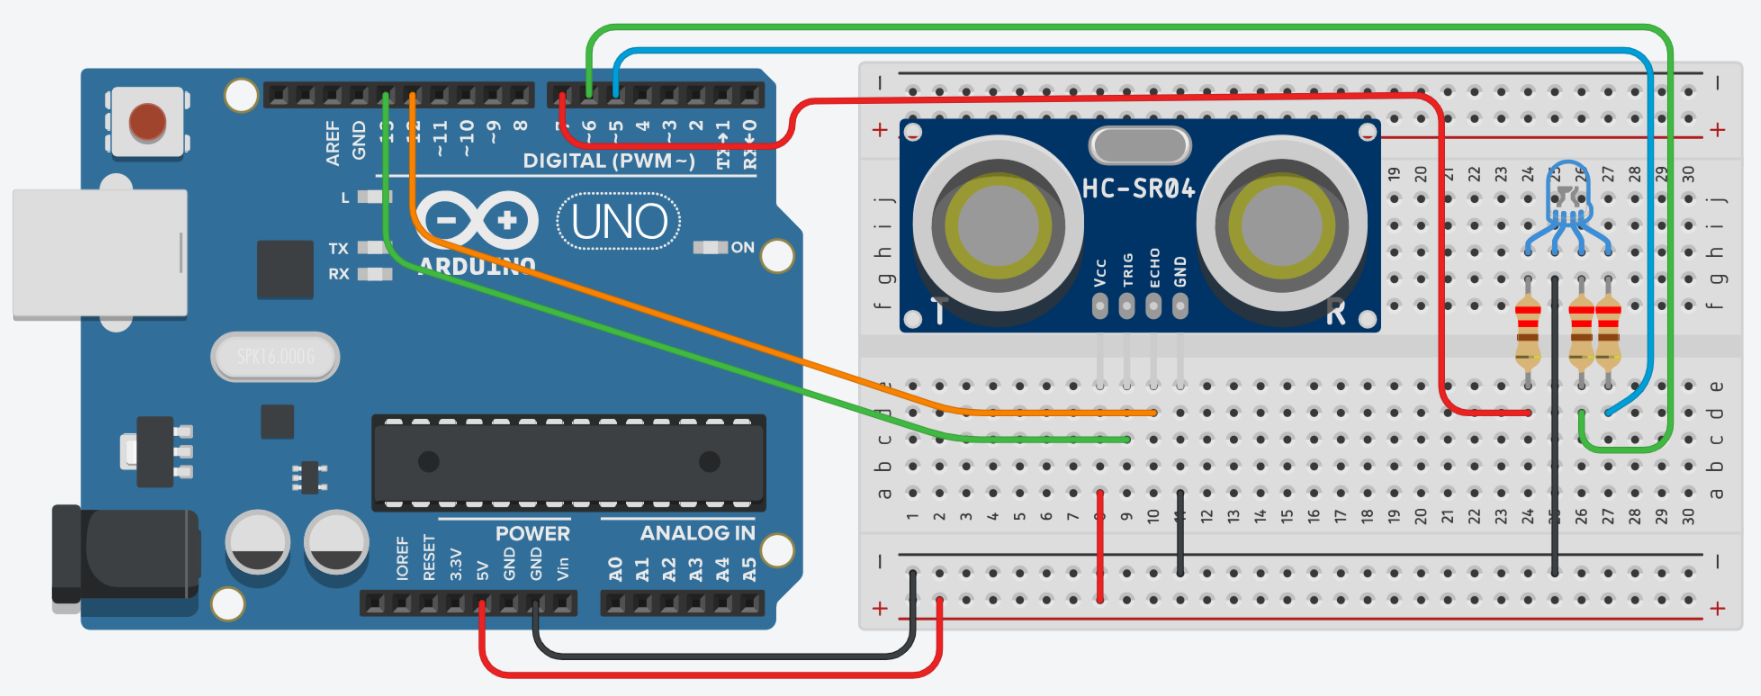 AREF
GND
13
12
~11
~10
~9
8
7
~6
~5
4
~3
2
TX→1
RX←0
DIGITAL (PWM~)
L
TX
RX
UNO
ON
ARDUINO
SPK16.000G
POWER
ANALOG IN
IOREF
RESET
3.3V
5V
GND
GND
Vin
A0
A1
A2
A3
A4
A5
− −
+ +
HC-SR04
VCC
TRIG
ECHO
GND
T
R
19 20 21 22 23 24 25 26 27 28 29 30
j j
i i
h h
g g
f f
e e
d d
c c
b b
a a
1 2 3 4 5 6 7 8 9 10 11 12 13 14 15 16 17 18 19 20 21 22 23 24 25 26 27 28 29 30
− −
+ +